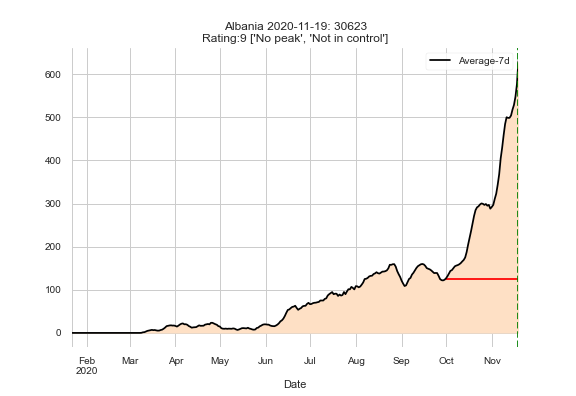 Albania 2020-11-19: 30623
Rating:9 ['No peak', 'Not in control']
Average-7d
600
500
400
300
200
100
0
Feb Mar Apr May Jun Jul Aug Sep Oct Nov
2020
Date